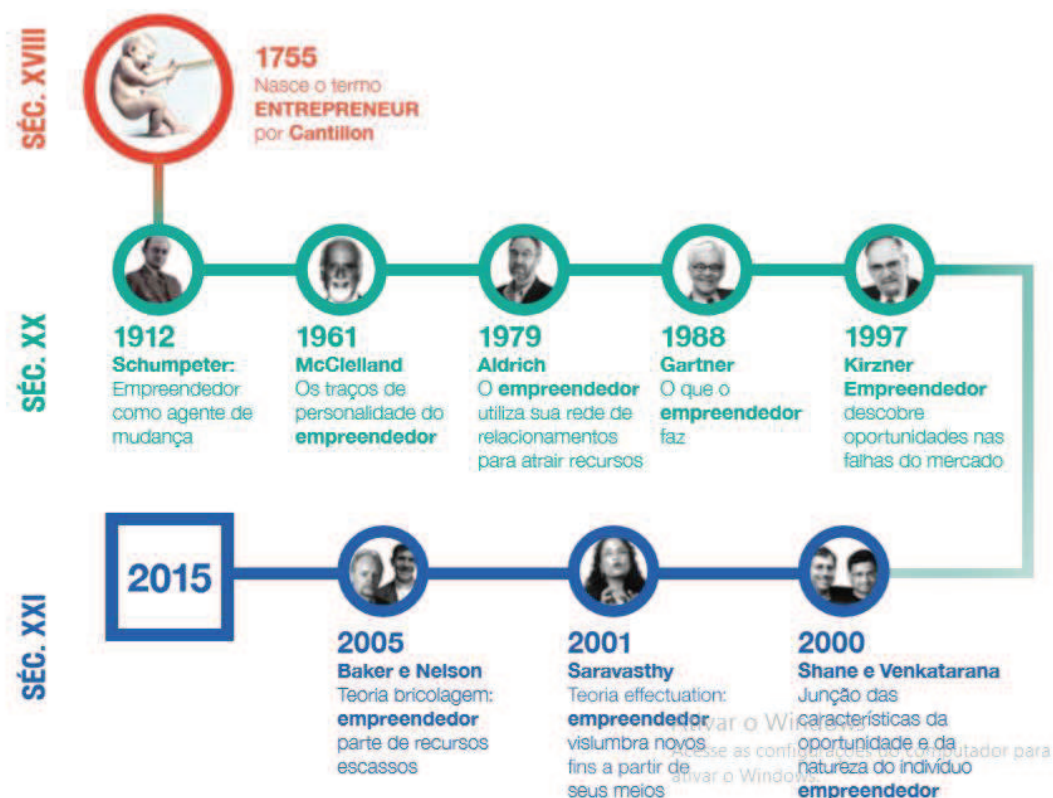 SÉC. XVIII
1755
Nasce o termo
ENTREPRENEUR
por Cantillon
SÉC. XX
1912
Schumpeter:
Empreendedor
como agente de
mudança
1961
McClelland
Os traços de
personalidade do
empreendedor
1979
Aldrich
O empreendedor
utiliza sua rede de
relacionamentos
para atrair recursos
1988
Gartner
O que o
empreendedor
faz
1997
Kirzner
Empreendedor
descobre
oportunidades nas
falhas do mercado
SÉC. XXI
2015
2005
Baker e Nelson
Teoria bricolagem:
empreendedor
parte de recursos
escassos
2001
Saravasthy
Teoria effectuation:
empreendedor
vislumbra novos
fins a partir de
seus meios
2000
Shane e Venkatarana
Junção das
características da
oportunidade e da
natureza do indivíduo
empreendedor
Ativar o Windows
Acesse as configurações do computador para
ativar o Windows.